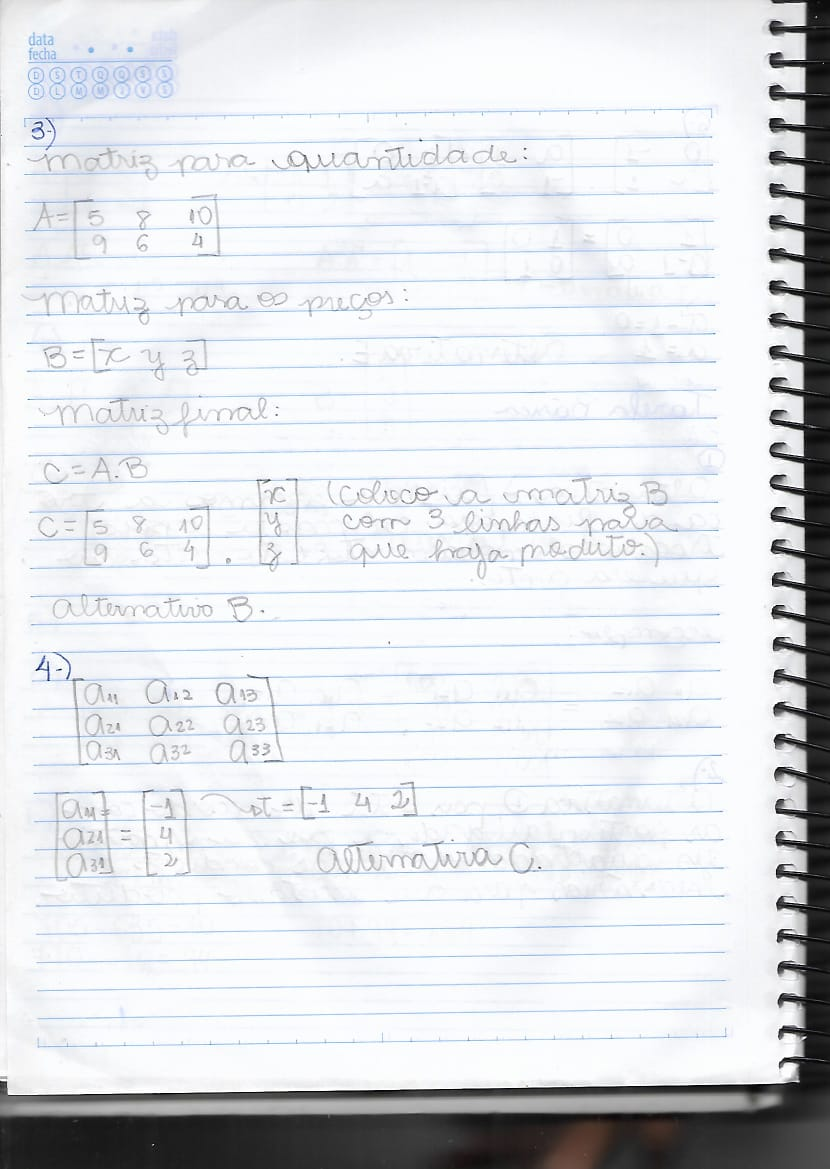 data
fecha
D S T Q Q S S
D L M M J V S
3-)
Matriz para quantidade:
A=[5 8 10
9 6 4]
Matriz para os preços:
B=[x y z]
Matriz final:
C=A.B
C=[5 8 10
9 6 4] . [x
y
z] (coloco a matriz B
com 3 linhas para
que haja produto.)
alternativo B.
4-)
[a11 a12 a13
a21 a22 a23
a31 a32 a33]
[a11=
a21
a31] = [-1
4
2] = [-1 4 2]
alternativa C.